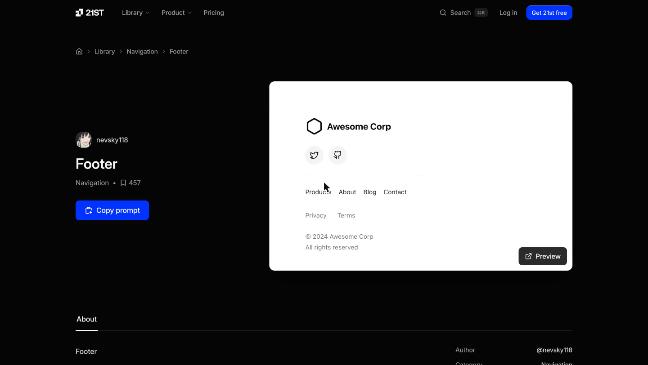 21ST Library Product Pricing Search ⌘K Log in Get 21st free
Library Navigation Footer
nevsky118
Footer
Navigation • 457
Copy prompt
Awesome Corp
Products About Blog Contact
Privacy Terms
© 2024 Awesome Corp
All rights reserved
Preview
About
Footer
Author @nevsky118
Category Navigation